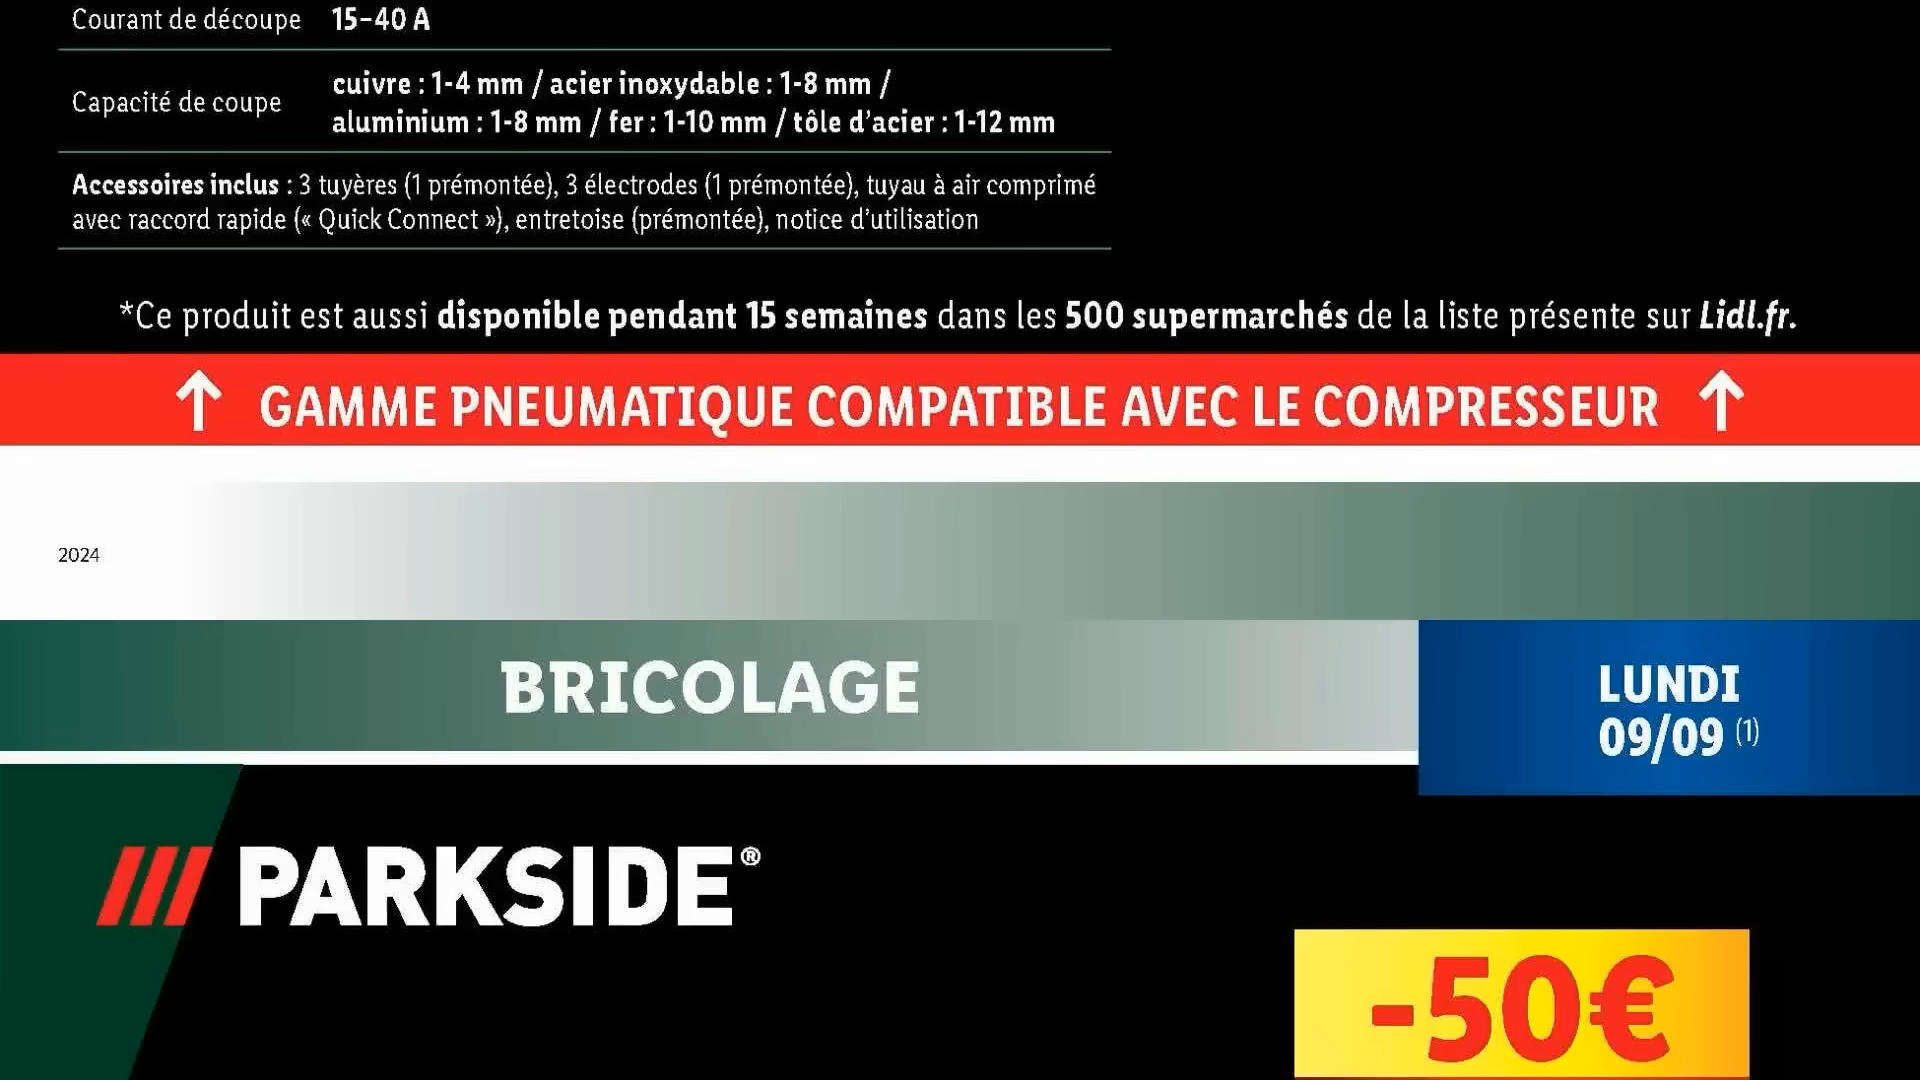 Courant de découpe 15–40 A
Capacité de coupe
cuivre : 1-4 mm / acier inoxydable : 1-8 mm /
aluminium : 1-8 mm / fer : 1-10 mm / tôle d’acier : 1-12 mm
Accessoires inclus : 3 tuyères (1 prémontée), 3 électrodes (1 prémontée), tuyau à air comprimé
avec raccord rapide (« Quick Connect »), entretoise (prémontée), notice d’utilisation
*Ce produit est aussi disponible pendant 15 semaines dans les 500 supermarchés de la liste présente sur Lidl.fr.
↑ GAMME PNEUMATIQUE COMPATIBLE AVEC LE COMPRESSEUR ↑
2024
BRICOLAGE
LUNDI
09/09 (1)
PARKSIDE®
-50€